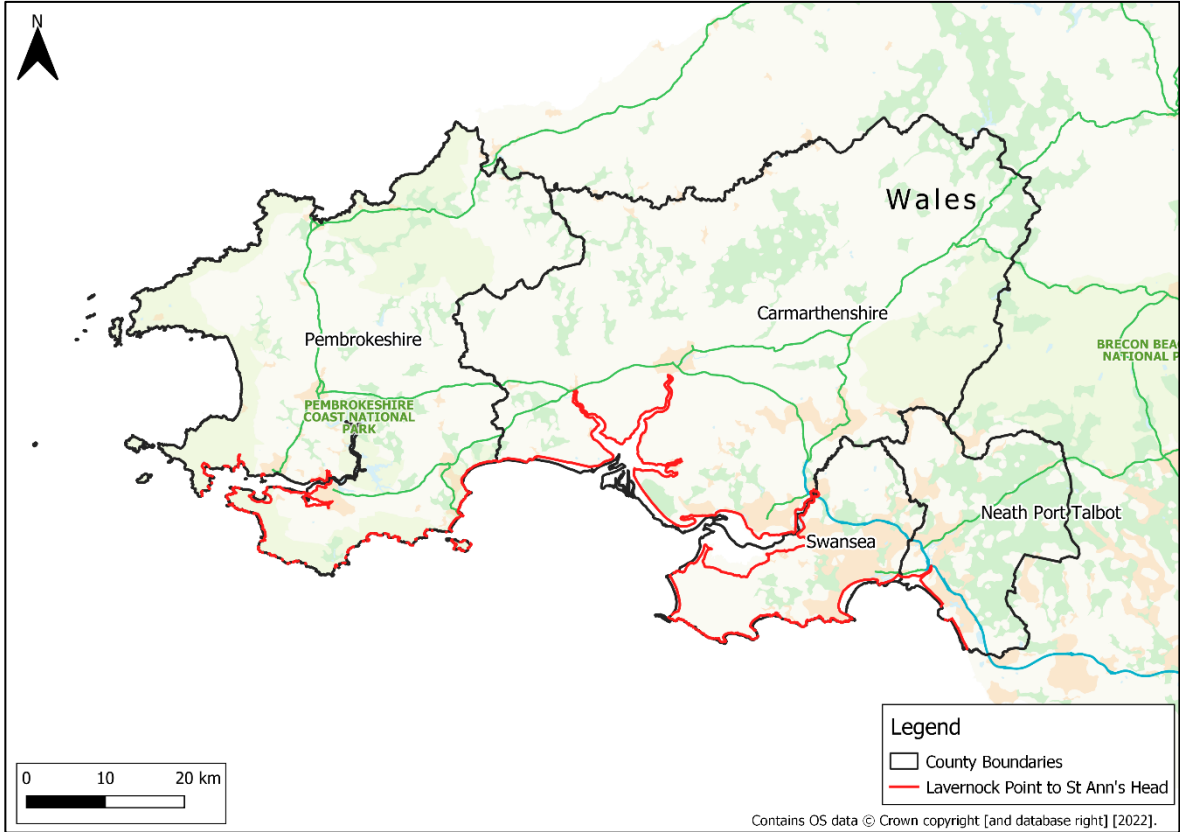 N
Wales
Carmarthenshire
Pembrokeshire
BRECON BEA
NATIONAL P
PEMBROKESHIRE
COAST NATIONAL
PARK
Neath Port Talbot
Swansea
Legend
County Boundaries
Lavernock Point to St Ann's Head
0 10 20 km
Contains OS data © Crown copyright [and database right] [2022].